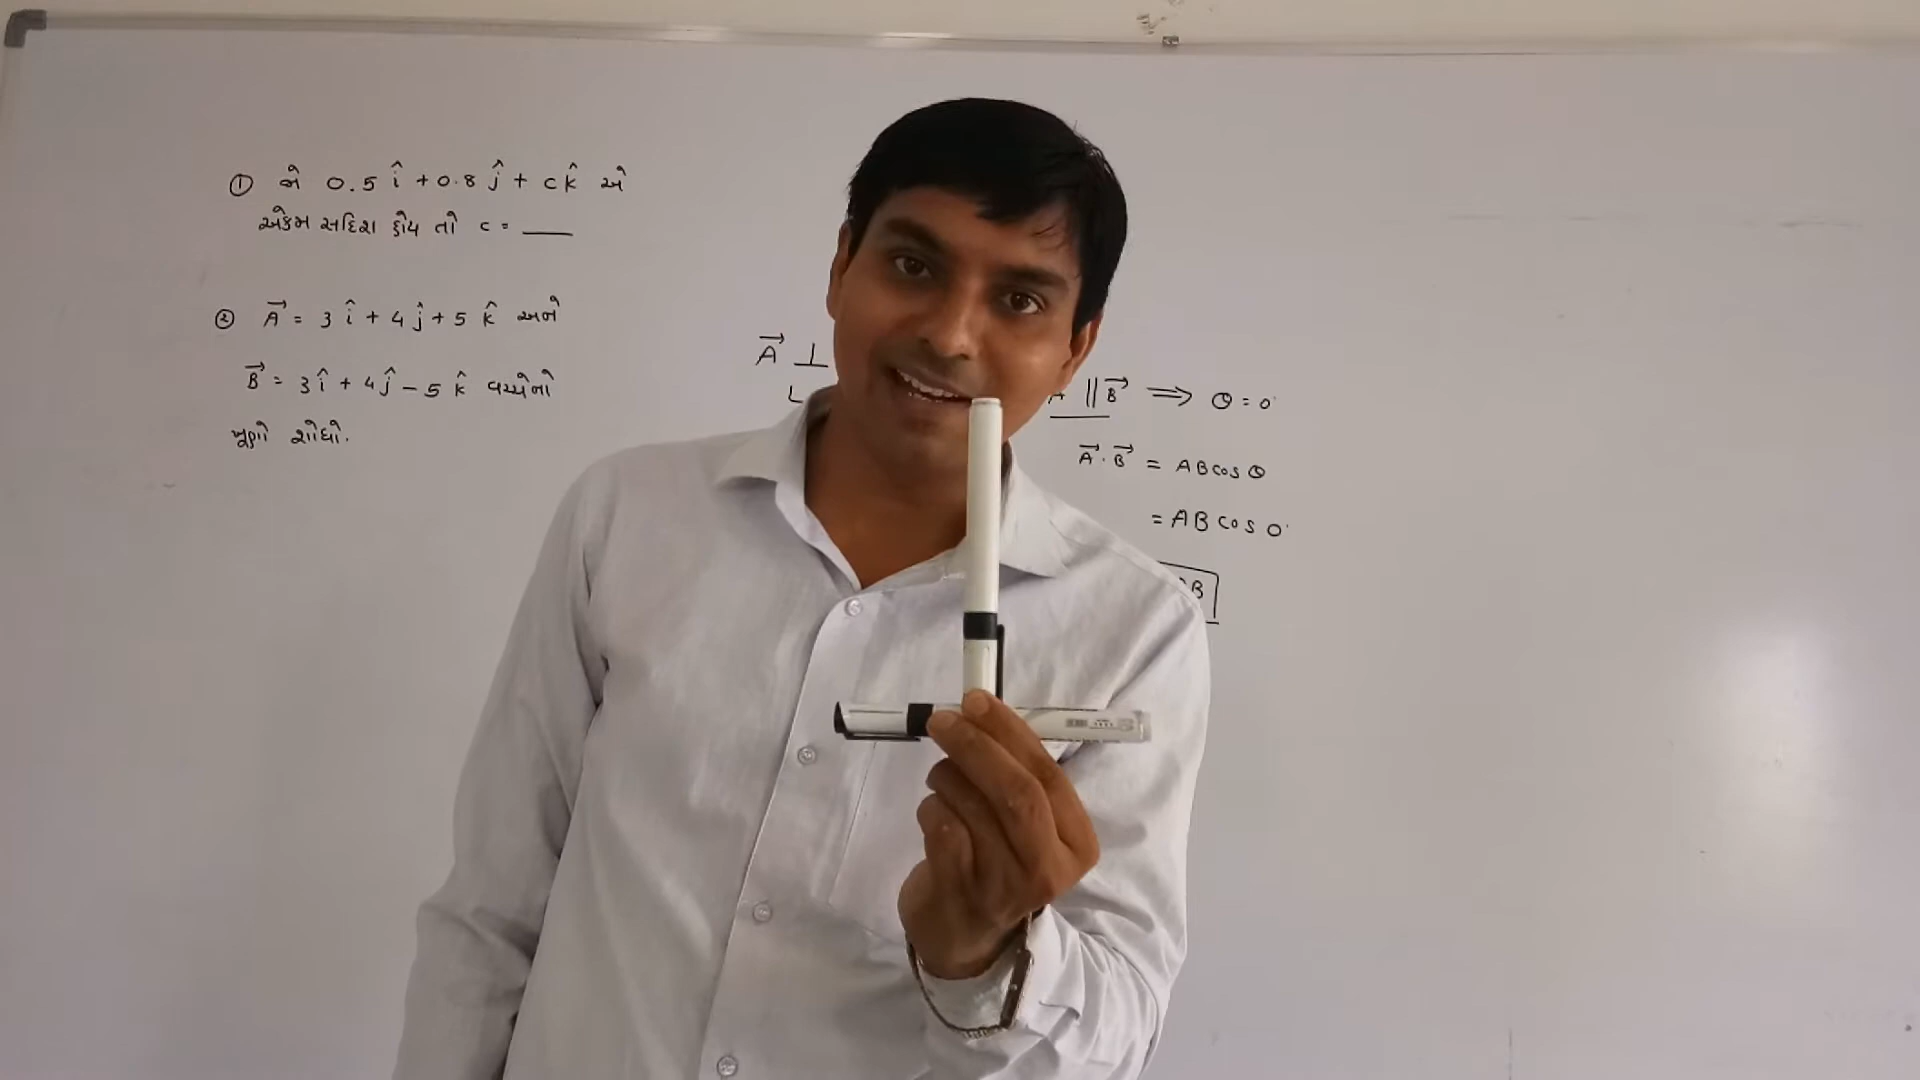 ① જો 0.5 î + 0.8 ĵ + c k̂ એ
એકમ સદિશ હોય તો c = ____
② A⃗ = 3 î + 4 ĵ + 5 k̂ અને
B⃗ = 3 î + 4 ĵ - 5 k̂ વચ્ચેનો
ખૂણો શોધો.
A⃗ ⊥
A || B⃗ ⟹ θ = 0°
A⃗ · B⃗ = AB cos θ
= AB cos 0°
B